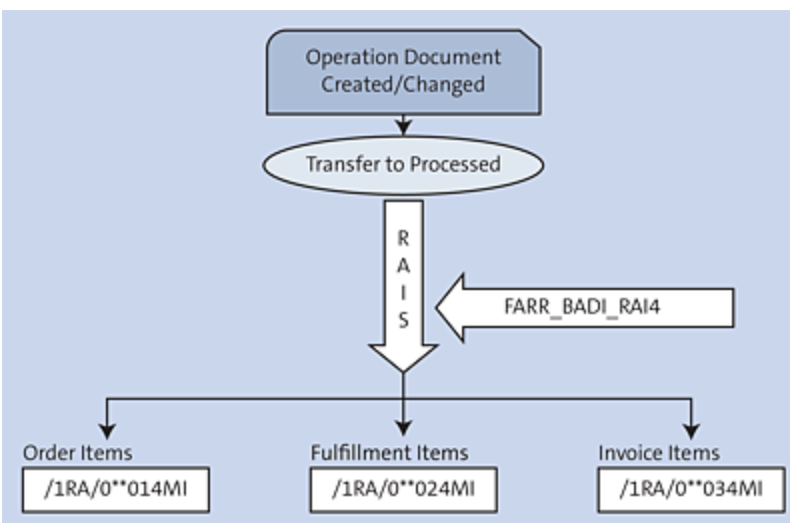 Operation Document
Created/Changed
Transfer to Processed
R
A
I
S
FARR_BADI_RAI4
Order Items
Fulfillment Items
Invoice Items
/1RA/0**014MI
/1RA/0**024MI
/1RA/0**034MI